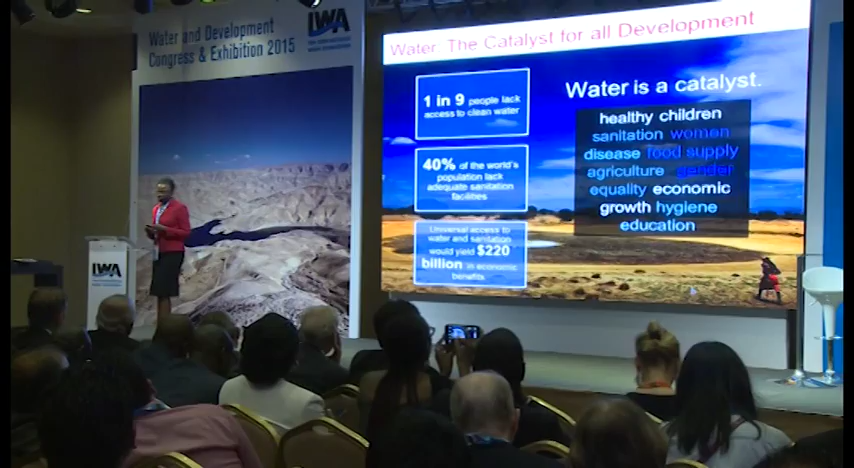 Water and Development
Congress & Exhibition 2015
IWA
Water: The Catalyst for all Development
1 in 9 people lack
access to clean water
40% of the world's
population lack
adequate sanitation
facilities
Universal access to
water and sanitation
would yield $220
billion in economic
benefits
Water is a catalyst.
healthy children
sanitation women
disease food supply
agriculture gender
equality economic
growth hygiene
education
IWA